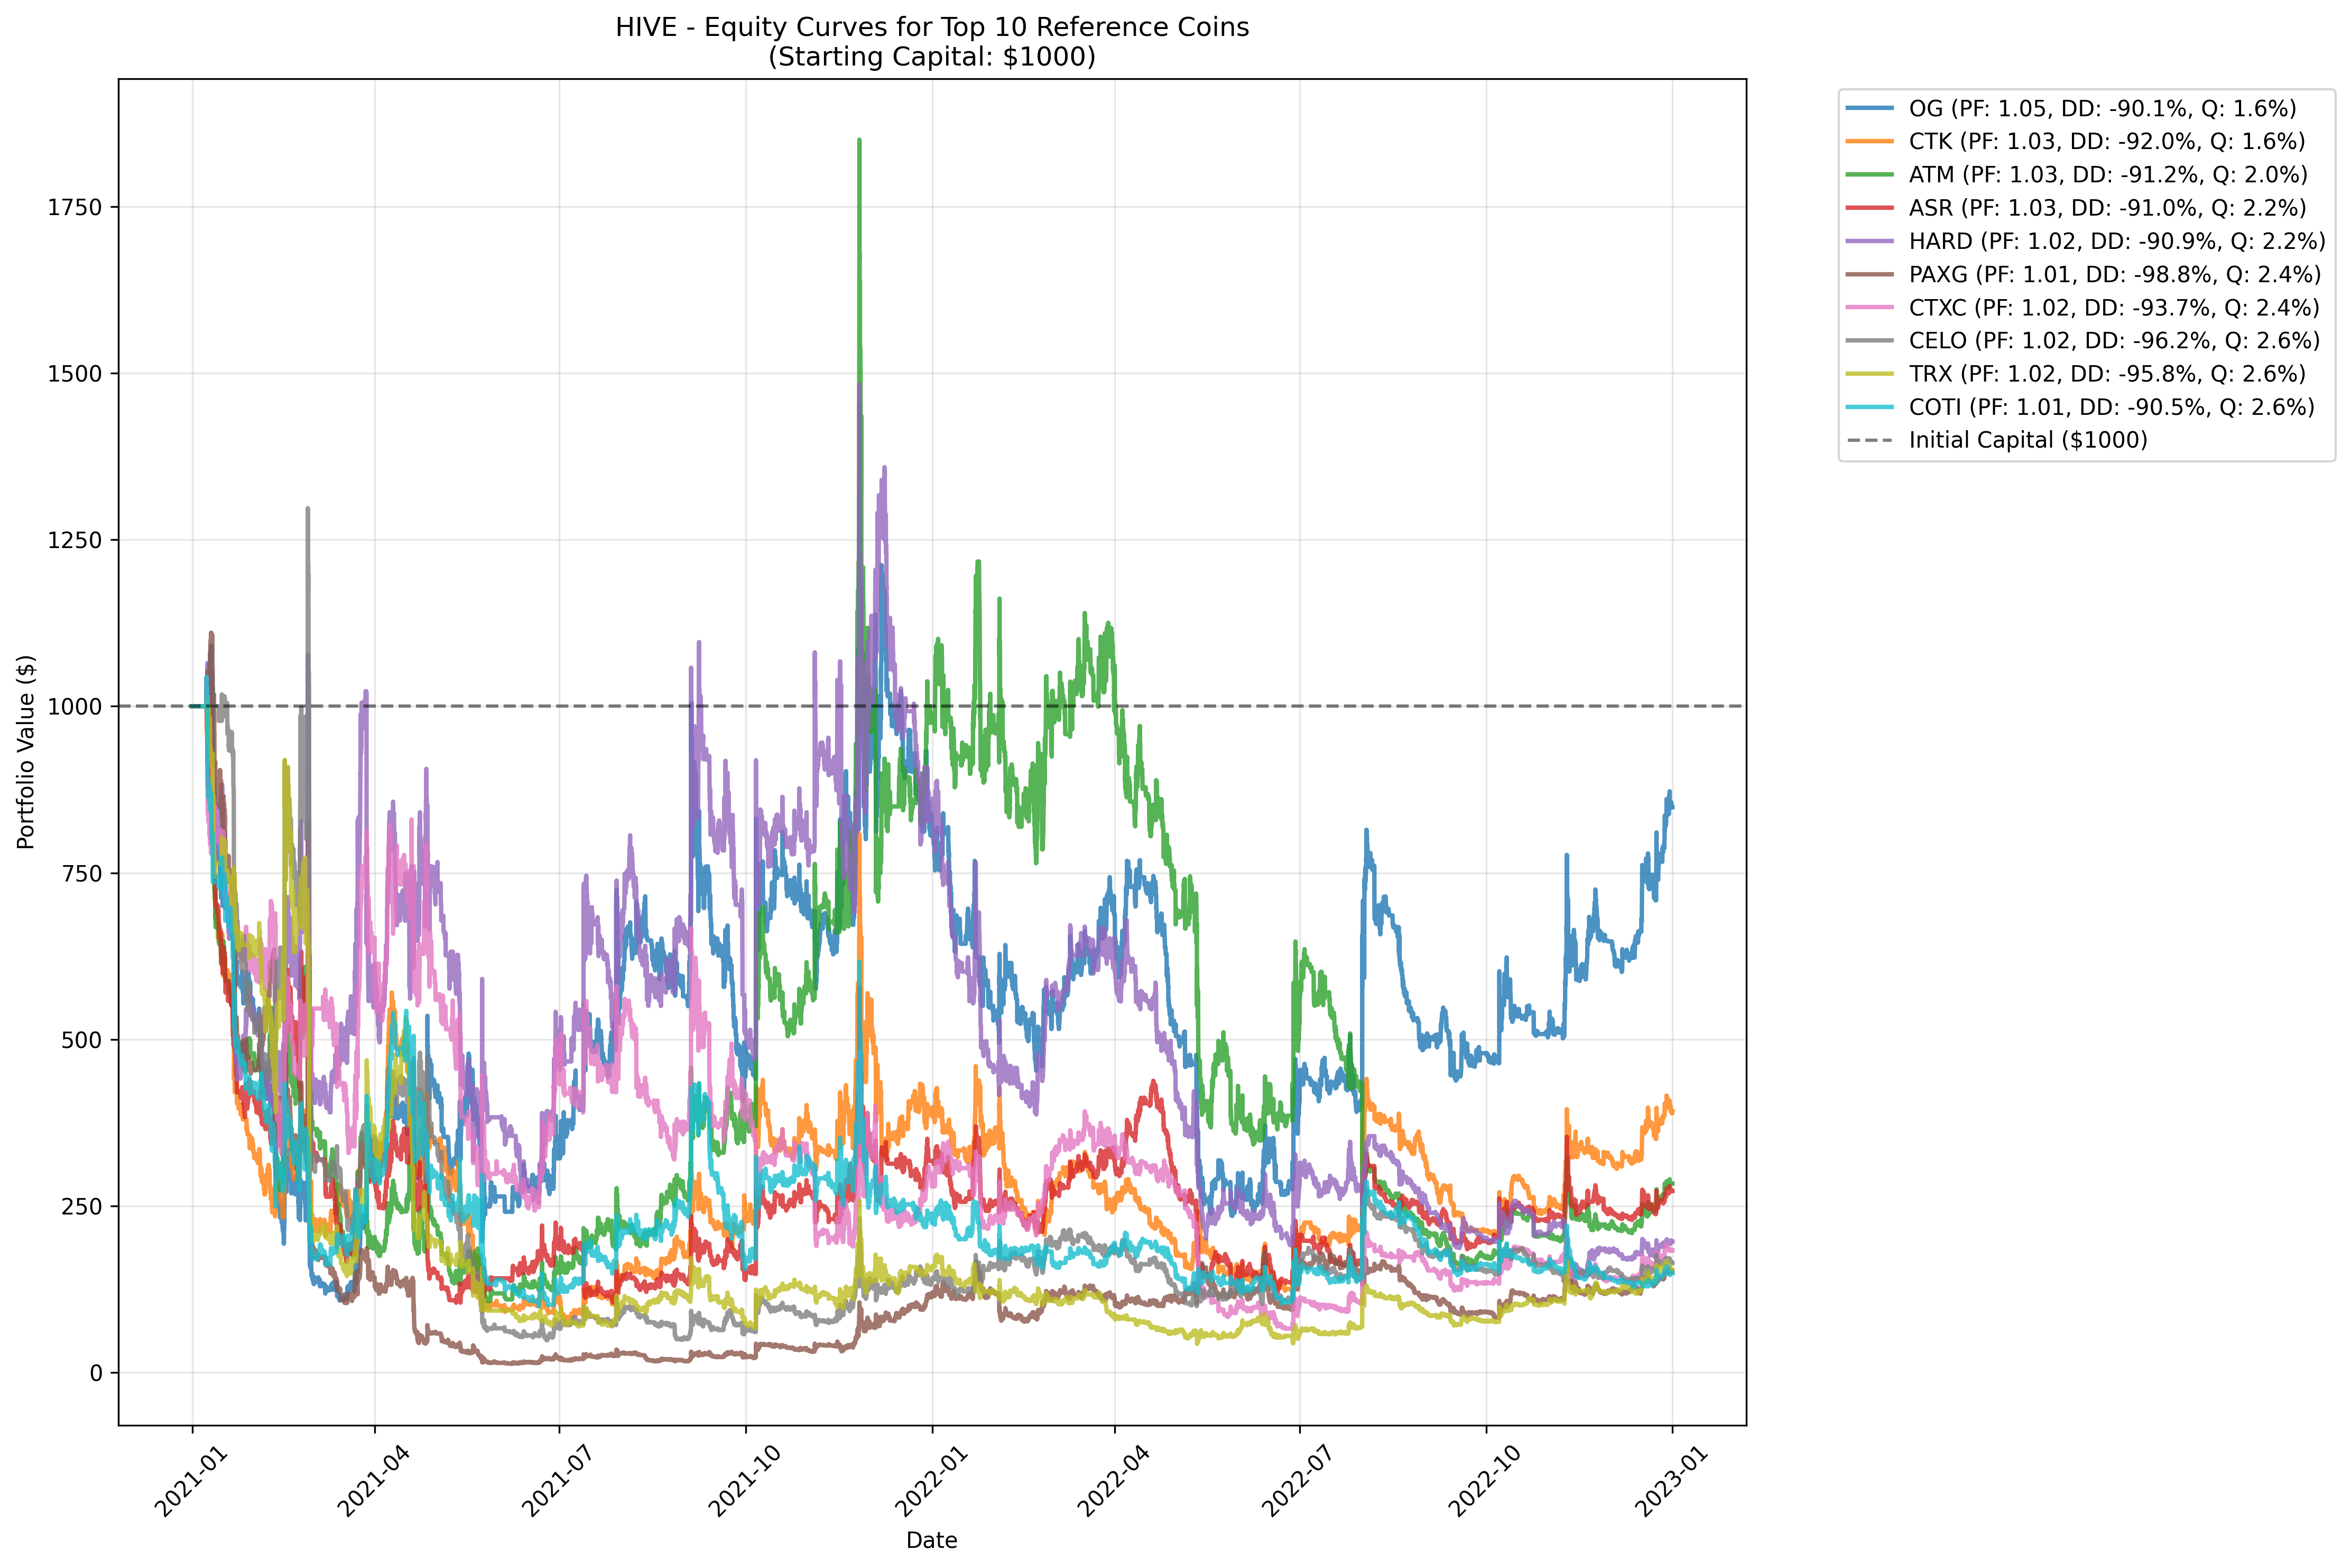 HIVE - Equity Curves for Top 10 Reference Coins
(Starting Capital: $1000)
OG (PF: 1.05, DD: -90.1%, Q: 1.6%)
CTK (PF: 1.03, DD: -92.0%, Q: 1.6%)
ATM (PF: 1.03, DD: -91.2%, Q: 2.0%)
ASR (PF: 1.03, DD: -91.0%, Q: 2.2%)
HARD (PF: 1.02, DD: -90.9%, Q: 2.2%)
PAXG (PF: 1.01, DD: -98.8%, Q: 2.4%)
CTXC (PF: 1.02, DD: -93.7%, Q: 2.4%)
CELO (PF: 1.02, DD: -96.2%, Q: 2.6%)
TRX (PF: 1.02, DD: -95.8%, Q: 2.6%)
COTI (PF: 1.01, DD: -90.5%, Q: 2.6%)
Initial Capital ($1000)
Portfolio Value ($)
1750
1500
1250
1000
750
500
250
0
2021-01
2021-04
2021-07
2021-10
2022-01
2022-04
2022-07
2022-10
2023-01
Date